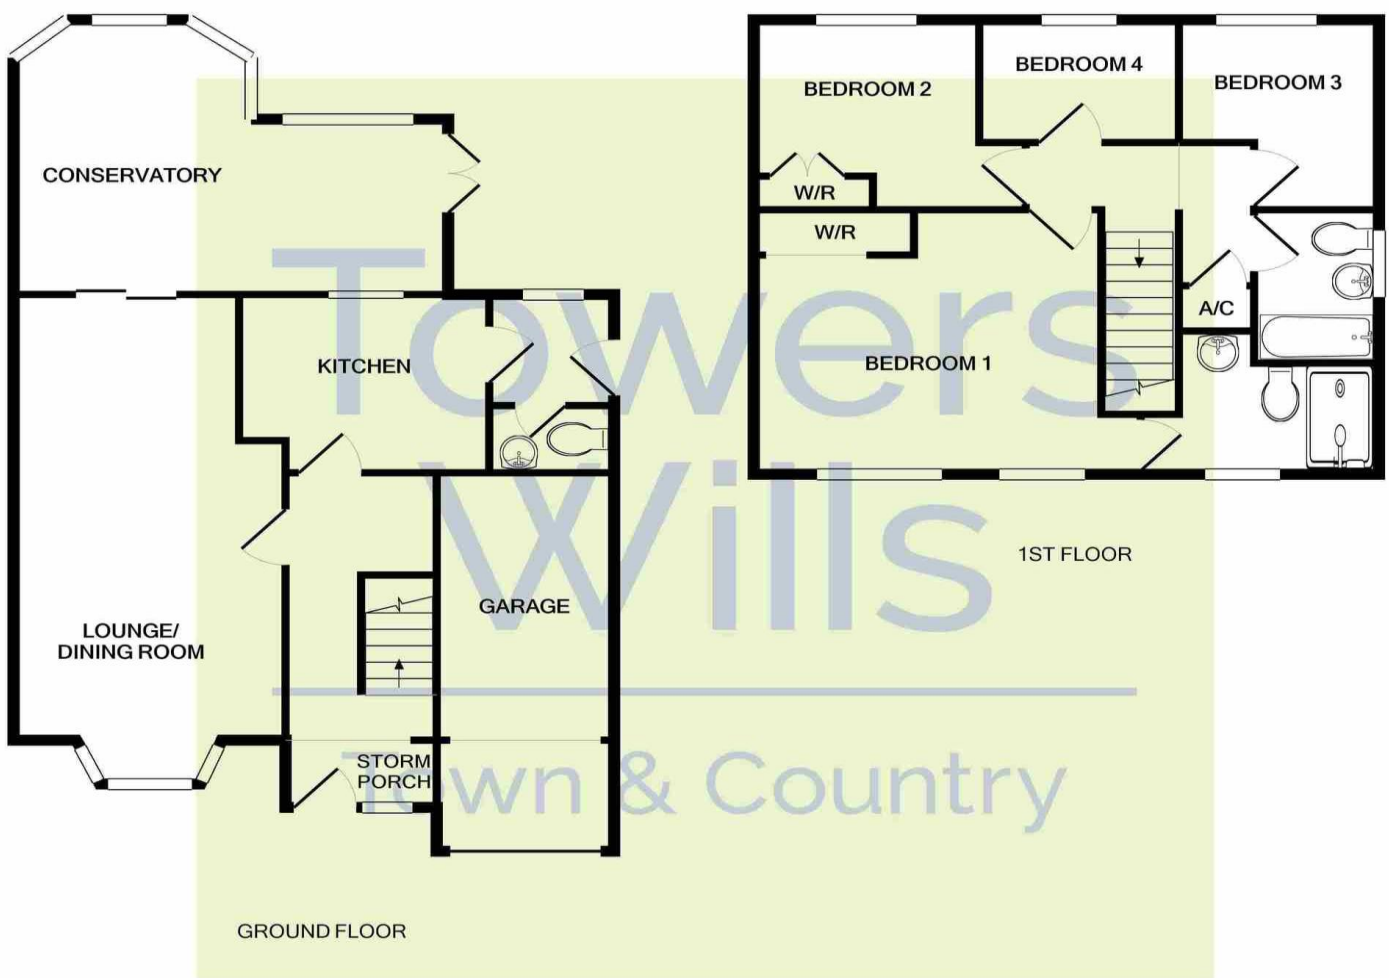 CONSERVATORY
KITCHEN
LOUNGE/
DINING ROOM
GARAGE
STORM
PORCH
GROUND FLOOR
BEDROOM 2
BEDROOM 4
BEDROOM 3
W/R
W/R
A/C
BEDROOM 1
1ST FLOOR
Towers
Wills
Town & Country